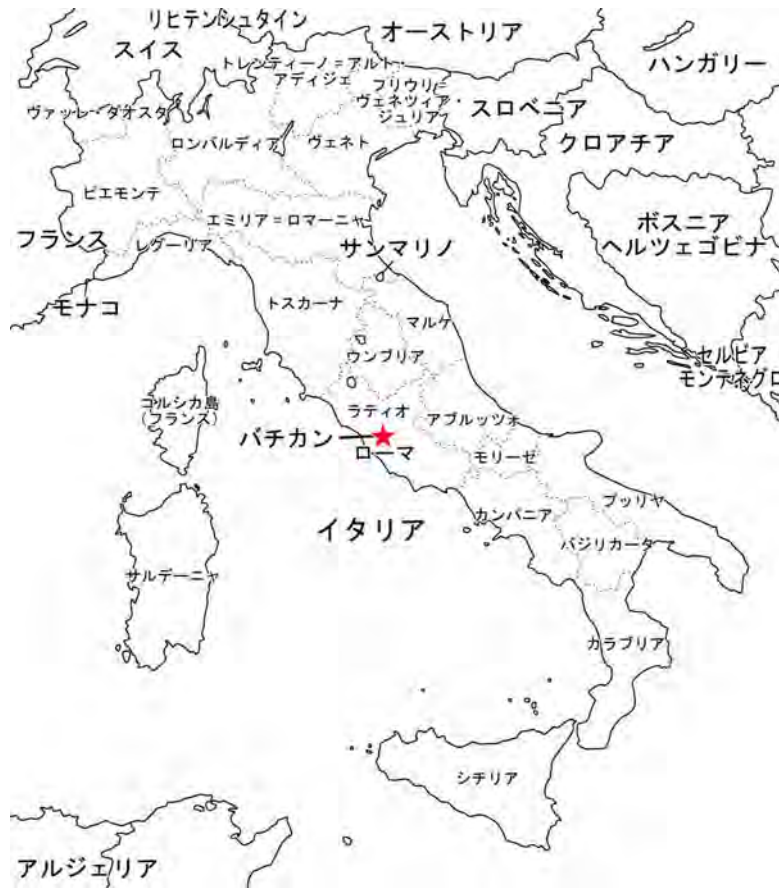 リヒテンシュタイン
オーストリア
スイス
ハンガリー
トレンティーノ=アルト・
アディジェ
フリウリ=
ヴェネツィア・
ジュリア
スロベニア
ヴァッレ・ダオスタ
ロンバルディア
ヴェネト
クロアチア
ピエモンテ
エミリア=ロマーニャ
ボスニア
ヘルツェゴビナ
フランス
レグーリア
サンマリノ
モナコ
トスカーナ
マルケ
ウンブリア
セルビア
モンテネグロ
コルシカ島
(フランス)
ラティオ
アブルッツォ
バチカン
ローマ
モリーゼ
プッリャ
カンパニア
イタリア
バジリカータ
サルデーニャ
カラブリア
シチリア
アルジェリア